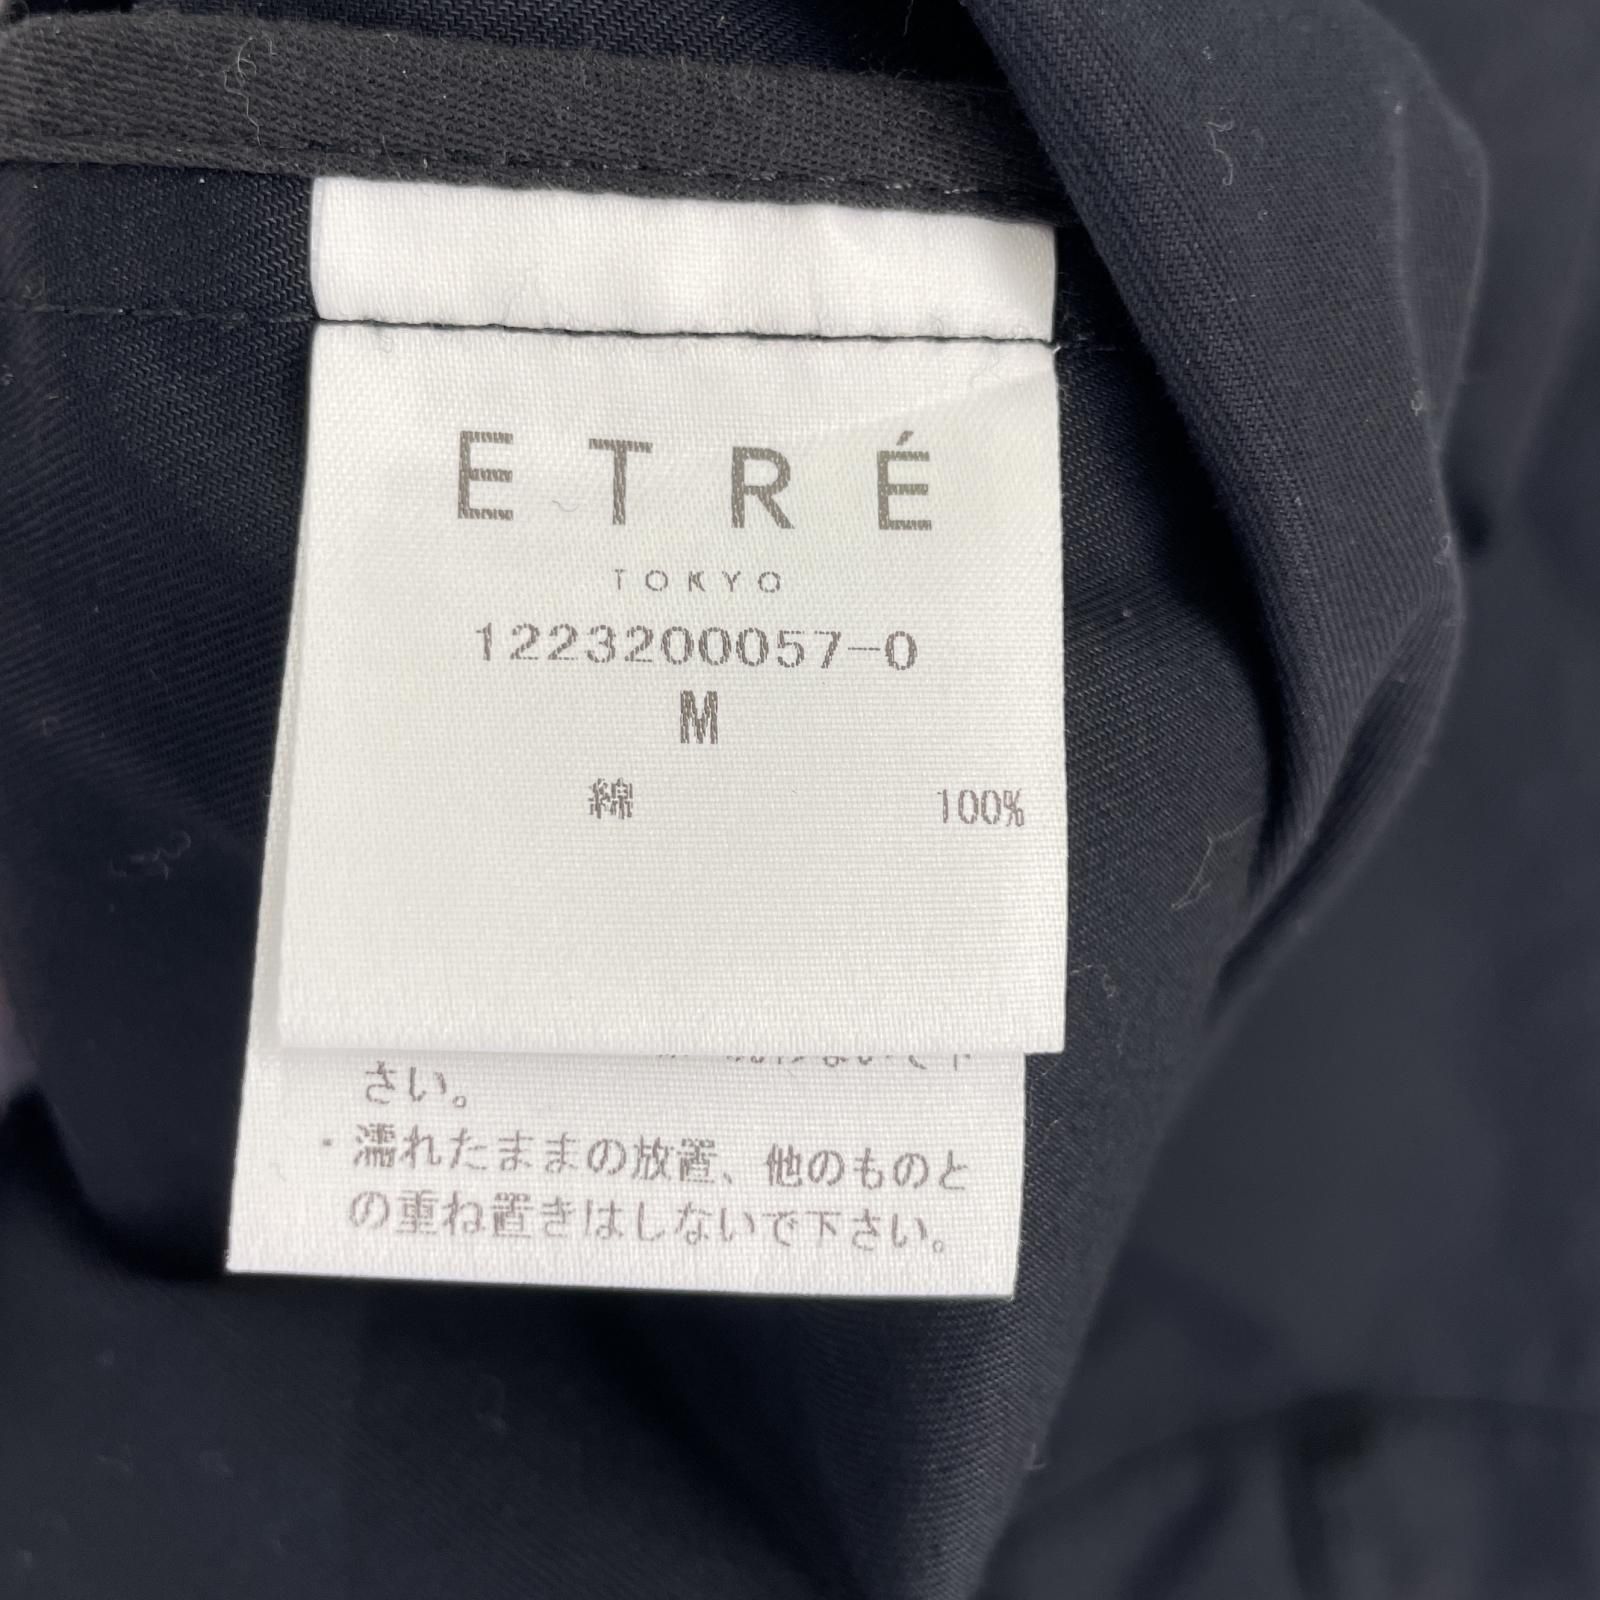 ETRÉ
TOKYO
1223200057-0
M
綿 100%
さい。
・濡れたままの放置、他のものと
の重ね置きはしないで下さい。